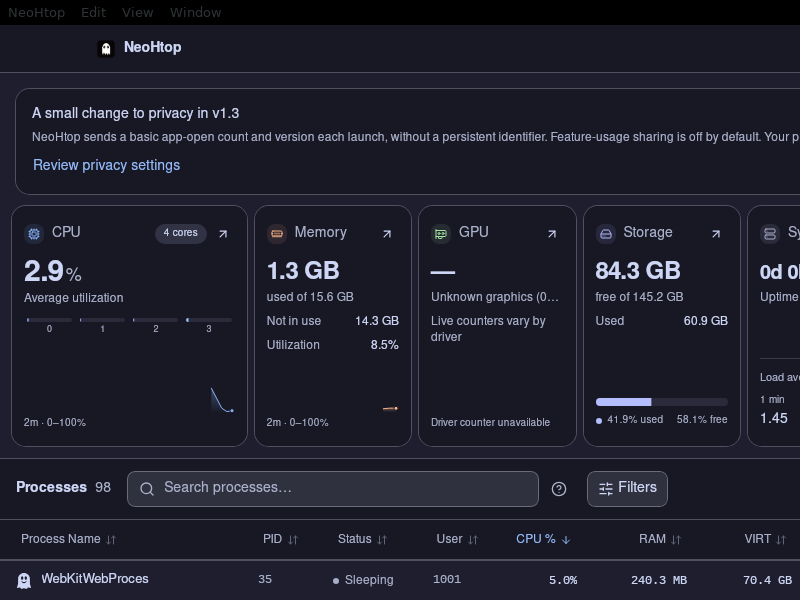 NeoHtop Edit View Window
NeoHtop
A small change to privacy in v1.3
NeoHtop sends a basic app-open count and version each launch, without a persistent identifier. Feature-usage sharing is off by default. Your p
Review privacy settings
CPU 4 cores
2.9%
Average utilization
0 1 2 3
2m · 0–100%
Memory
1.3 GB
used of 15.6 GB
Not in use 14.3 GB
Utilization 8.5%
2m · 0–100%
GPU
—
Unknown graphics (0…
Live counters vary by
driver
Driver counter unavailable
Storage
84.3 GB
free of 145.2 GB
Used 60.9 GB
41.9% used 58.1% free
Sy
0d 0
Uptime
Load ave
1 min
1.45
Processes 98 Search processes… Filters
Process Name PID Status User CPU % RAM VIRT
WebKitWebProces 35 Sleeping 1001 5.0% 240.3 MB 70.4 GB